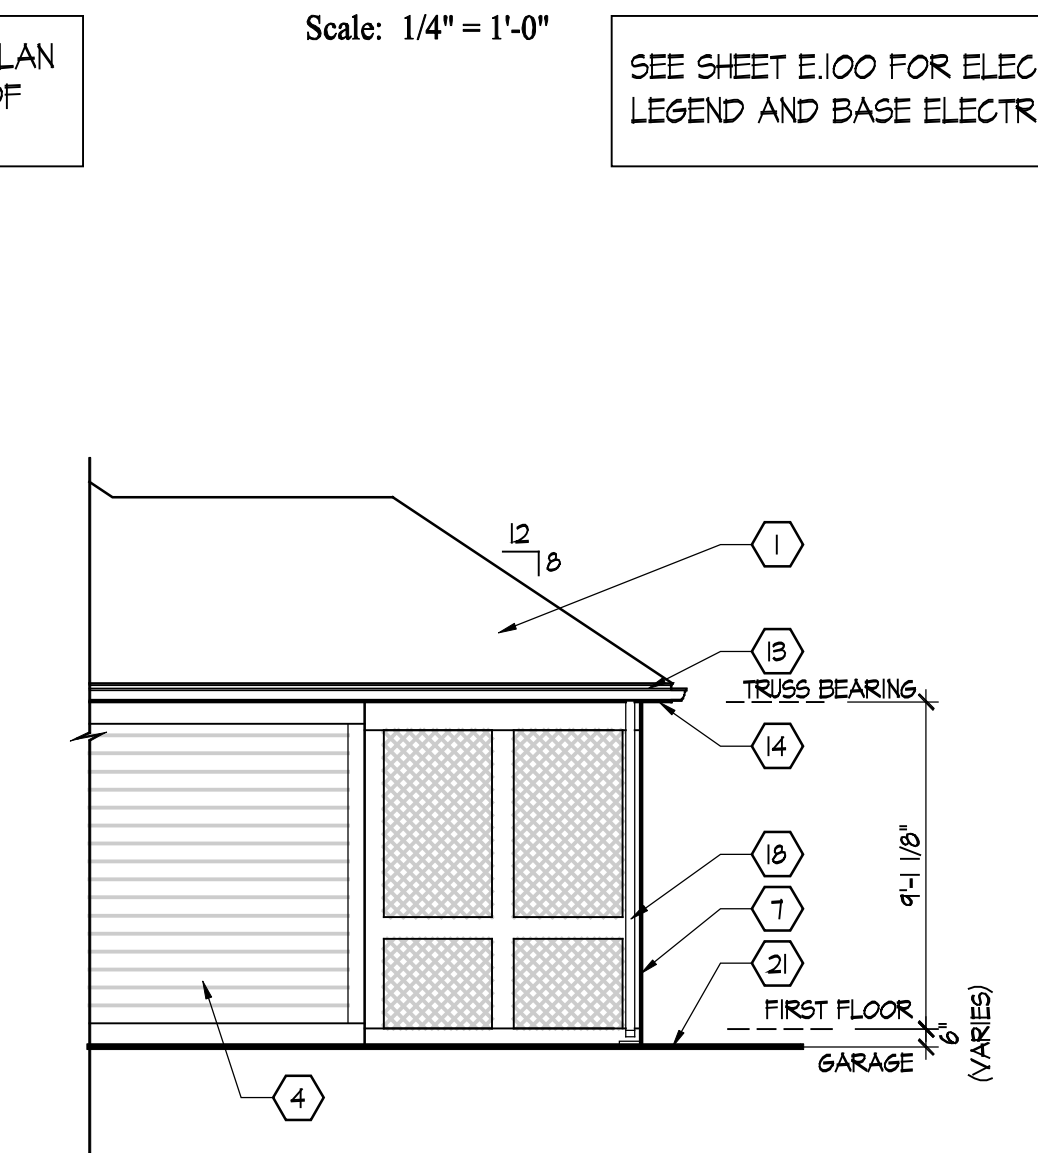 Scale: 1/4" = 1'-0"
LAN
OF
SEE SHEET E.100 FOR ELEC
LEGEND AND BASE ELECTR
12
8
1
13
TRUSS BEARING
14
18
9'-1 1/8"
7
21
FIRST FLOOR
6"
(VARIES)
GARAGE
4